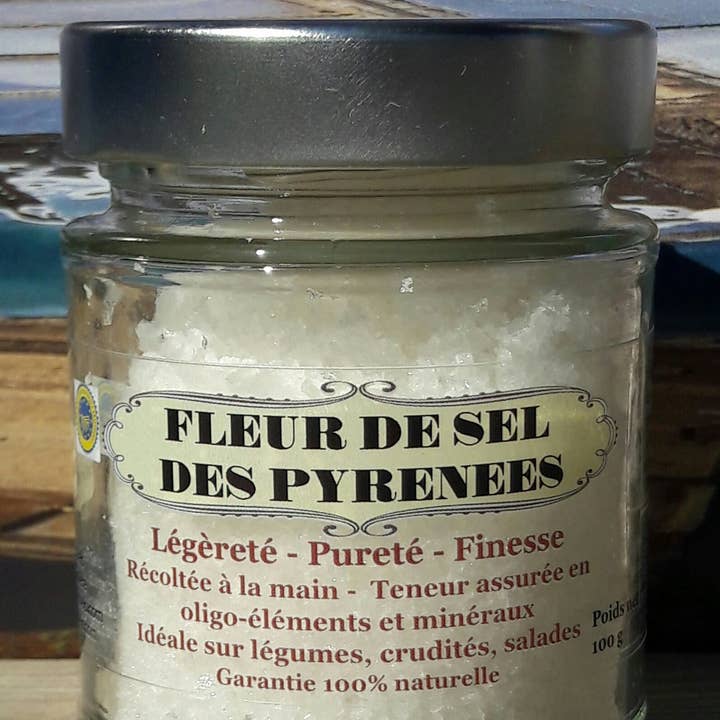 FLEUR DE SEL
DES PYRENEES
Légèreté - Pureté - Finesse
Récoltée à la main - Teneur assurée en
oligo-éléments et minéraux
Idéale sur légumes, crudités, salades
Garantie 100% naturelle
Poids net
100 g